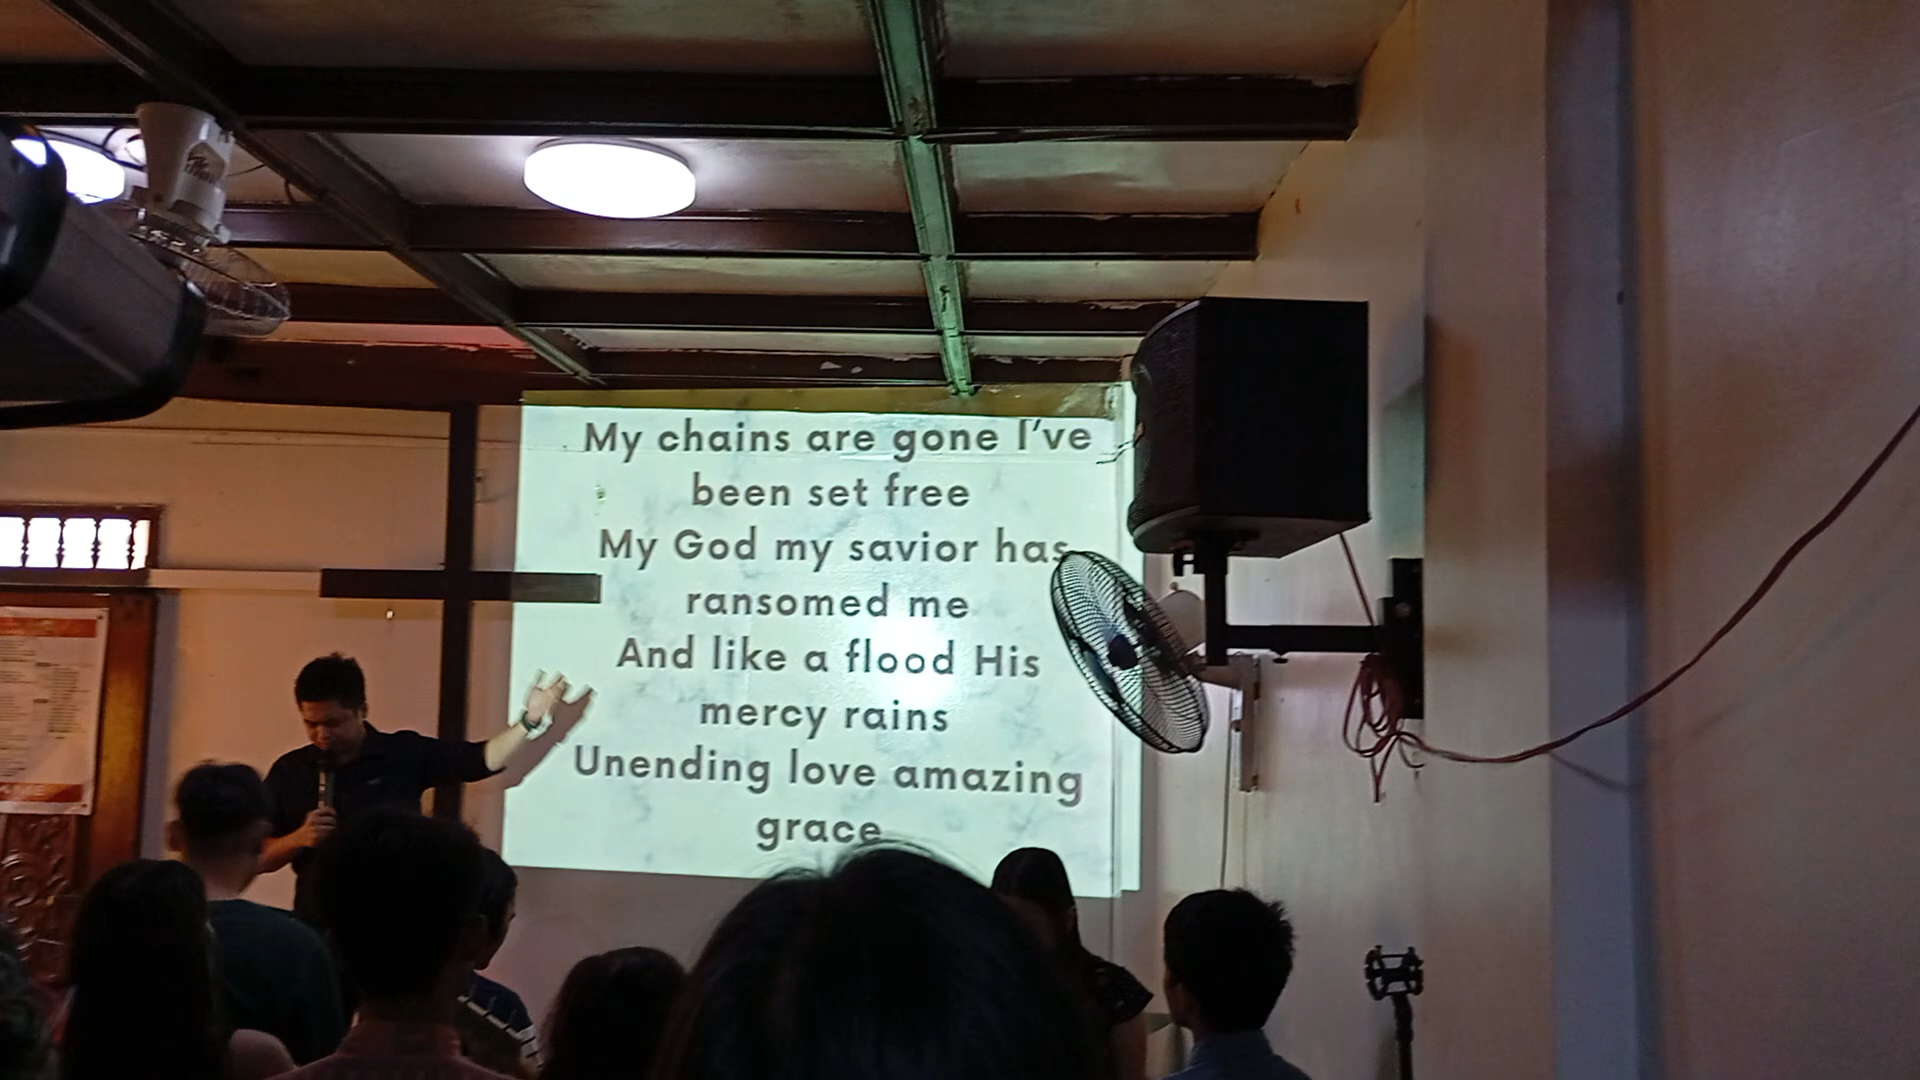 My chains are gone I've
been set free
My God my savior has
ransomed me
And like a flood His
mercy rains
Unending love amazing
grace